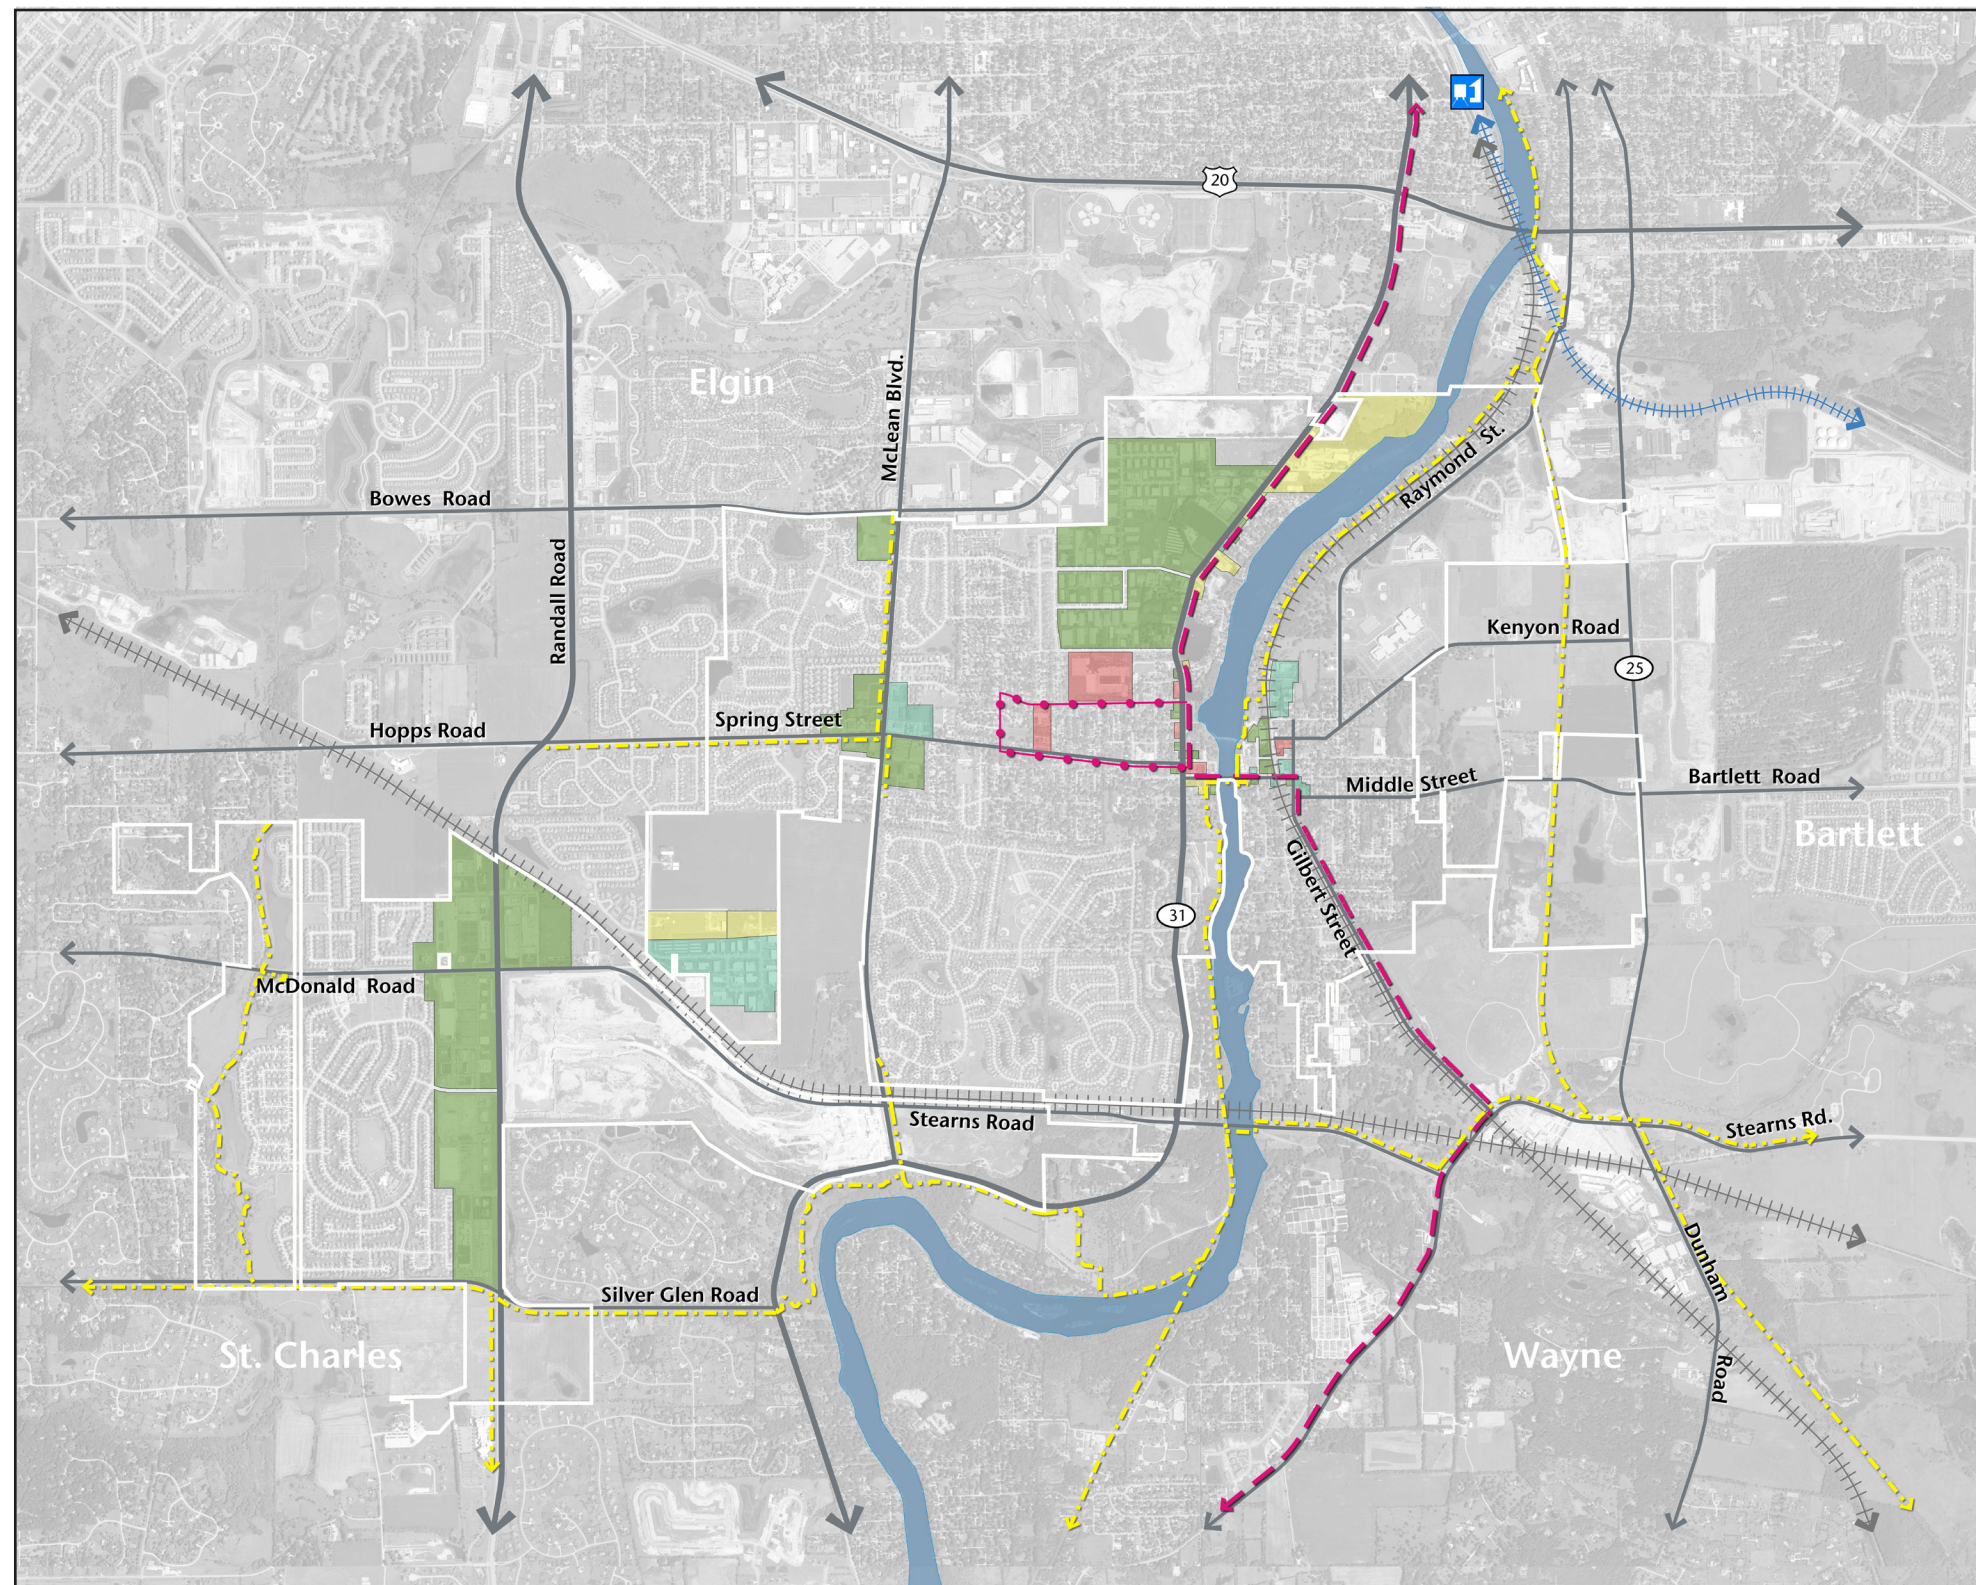 20
Elgin
McLean Blvd.
Bowes  Road
Raymond  St.
Randall Road
Kenyon  Road
25
Spring Street
Hopps Road
Middle Street
Bartlett  Road
Bartlett
Gilbert Street
31
McDonald  Road
Stearns Road
Stearns Rd.
Dunham
Road
Silver Glen Road
St. Charles
Wayne